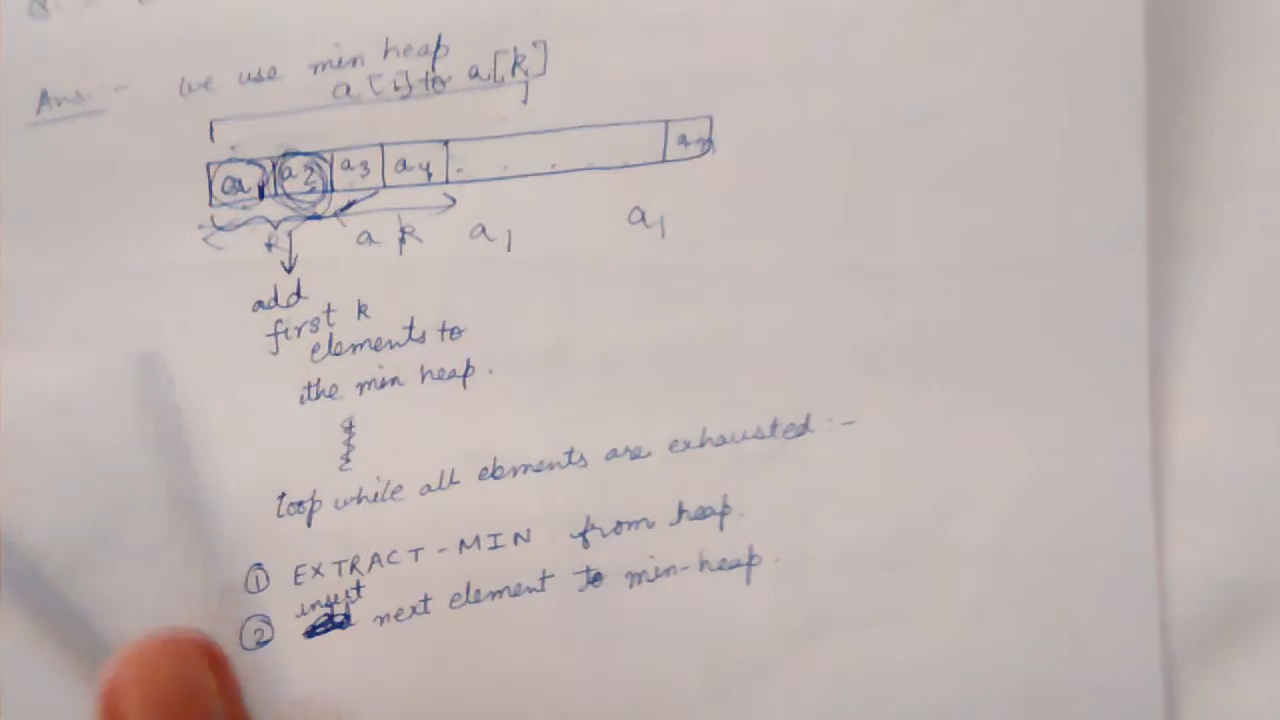 Ans :- we use min heap
a [1] to a[k]
a1 a2 a3 a4 . . . . . an
k a k a1 a1
add
first k
elements to
the min heap.
loop while all elements are exhausted :-
① EXTRACT-MIN from heap.
② insert next element to min-heap.